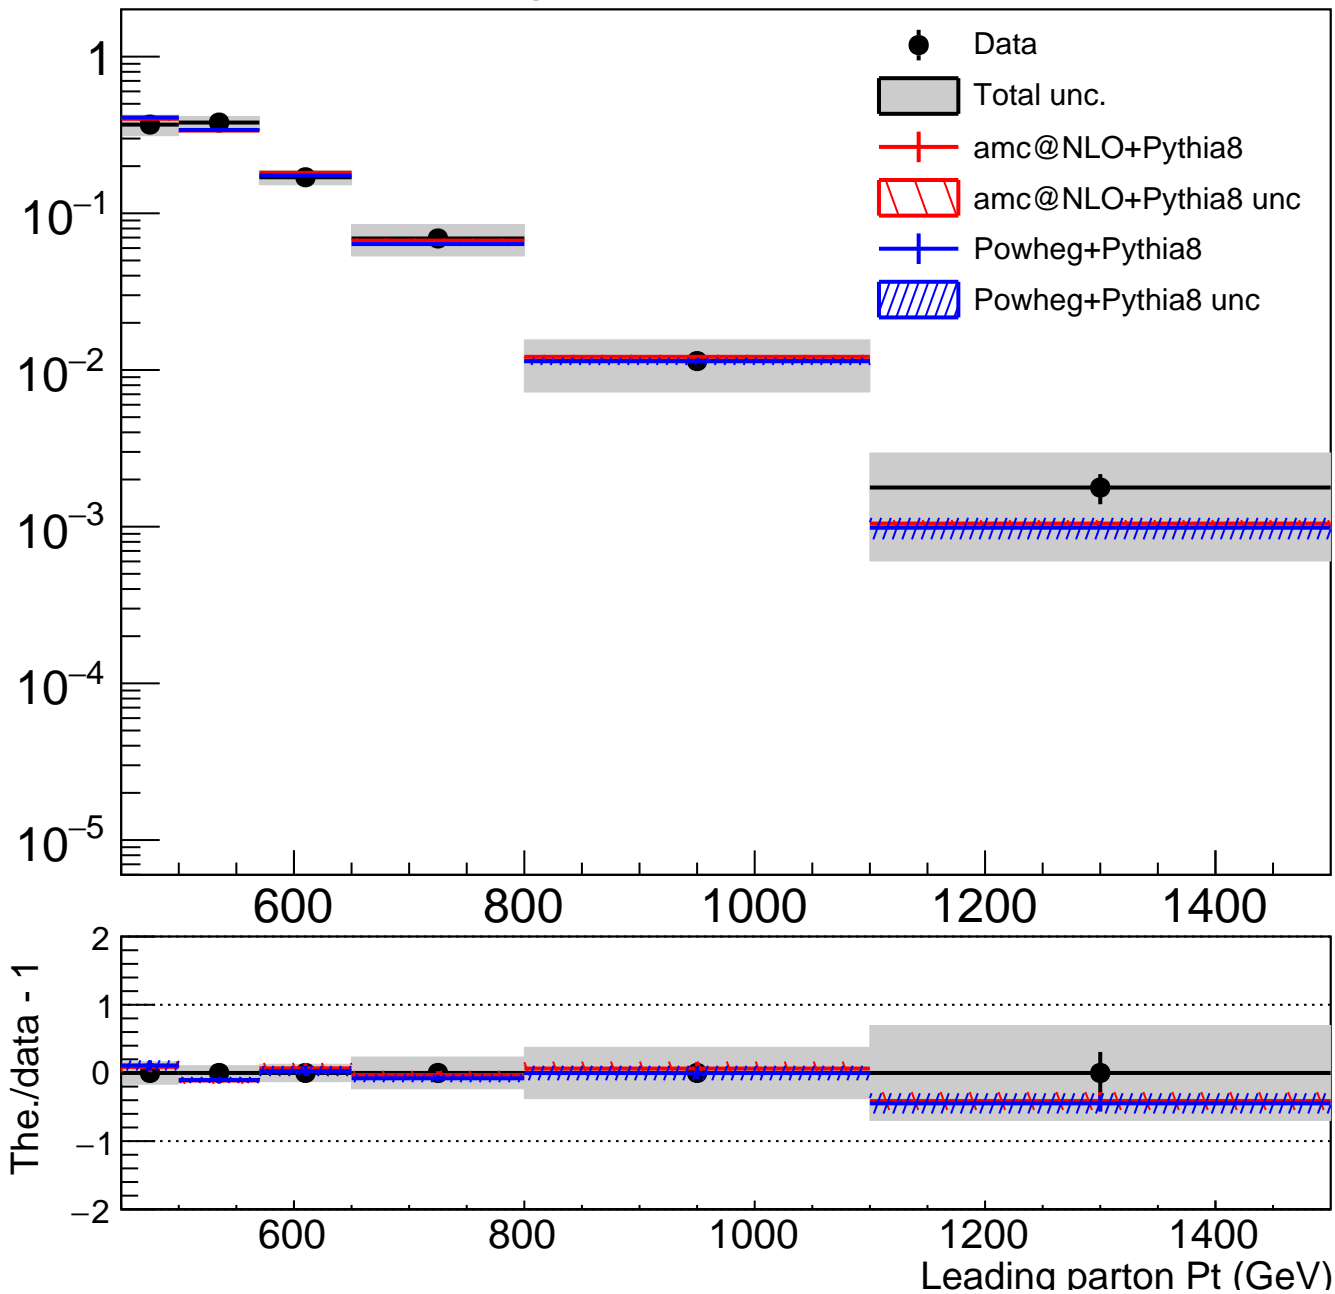 1
10⁻¹
10⁻²
10⁻³
10⁻⁴
10⁻⁵
Data
Total unc.
amc@NLO+Pythia8
amc@NLO+Pythia8 unc
Powheg+Pythia8
Powheg+Pythia8 unc
600 800 1000 1200 1400
The./data - 1
2
1
0
−1
−2
600 800 1000 1200 1400
Leading parton Pt (GeV)